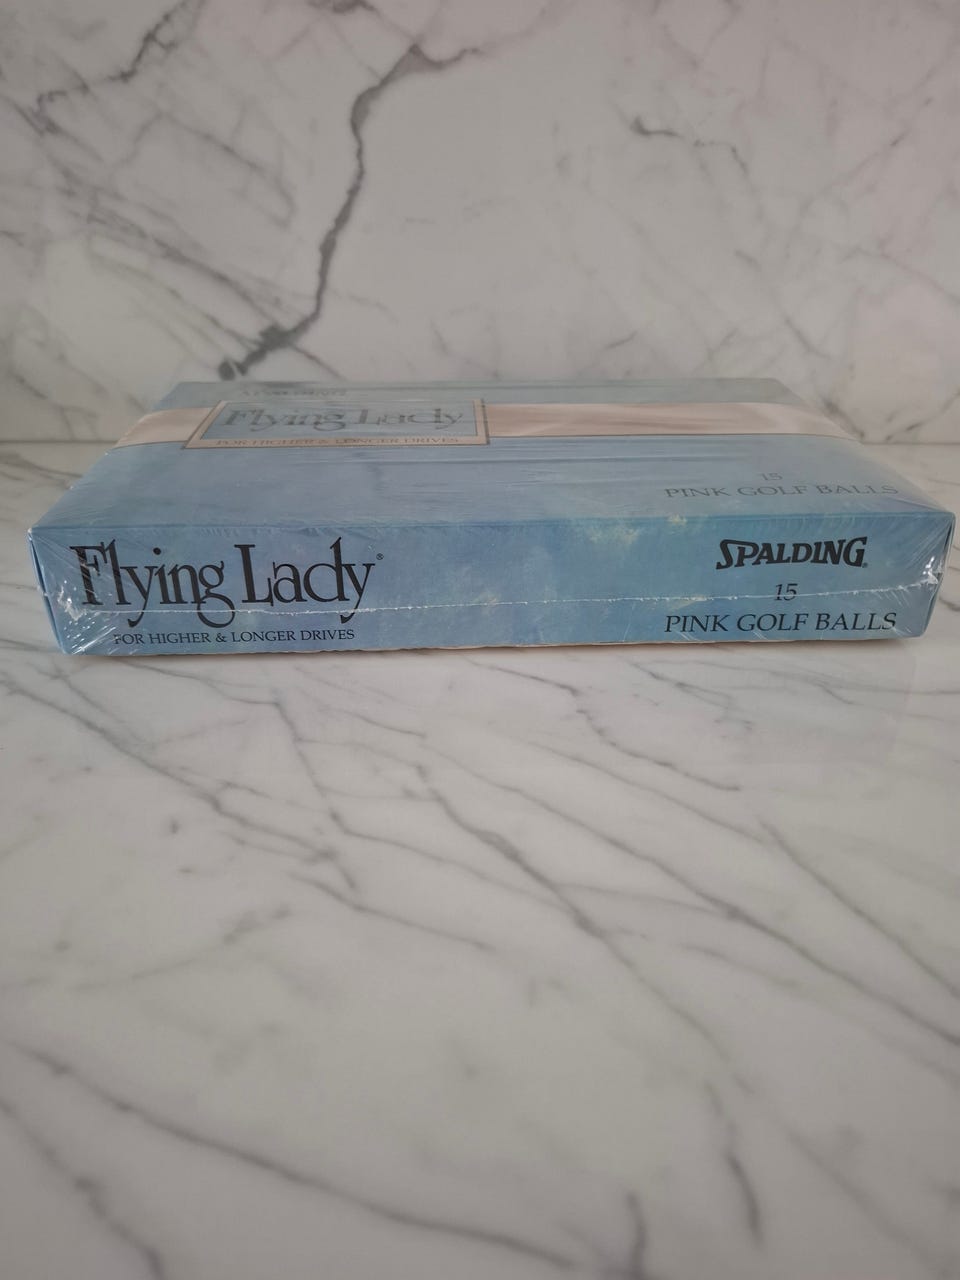 SPALDING
Flying Lady
FOR HIGHER & LONGER DRIVES
15
PINK GOLF BALLS
Flying Lady®
FOR HIGHER & LONGER DRIVES
SPALDING®
15
PINK GOLF BALLS